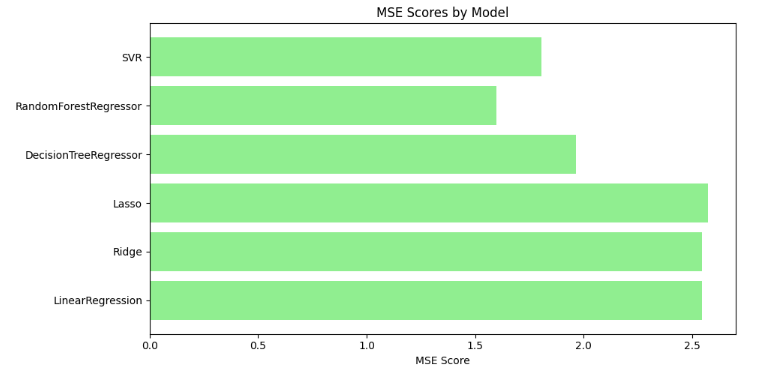 MSE Scores by Model
SVR
RandomForestRegressor
DecisionTreeRegressor
Lasso
Ridge
LinearRegression
0.0 0.5 1.0 1.5 2.0 2.5
MSE Score